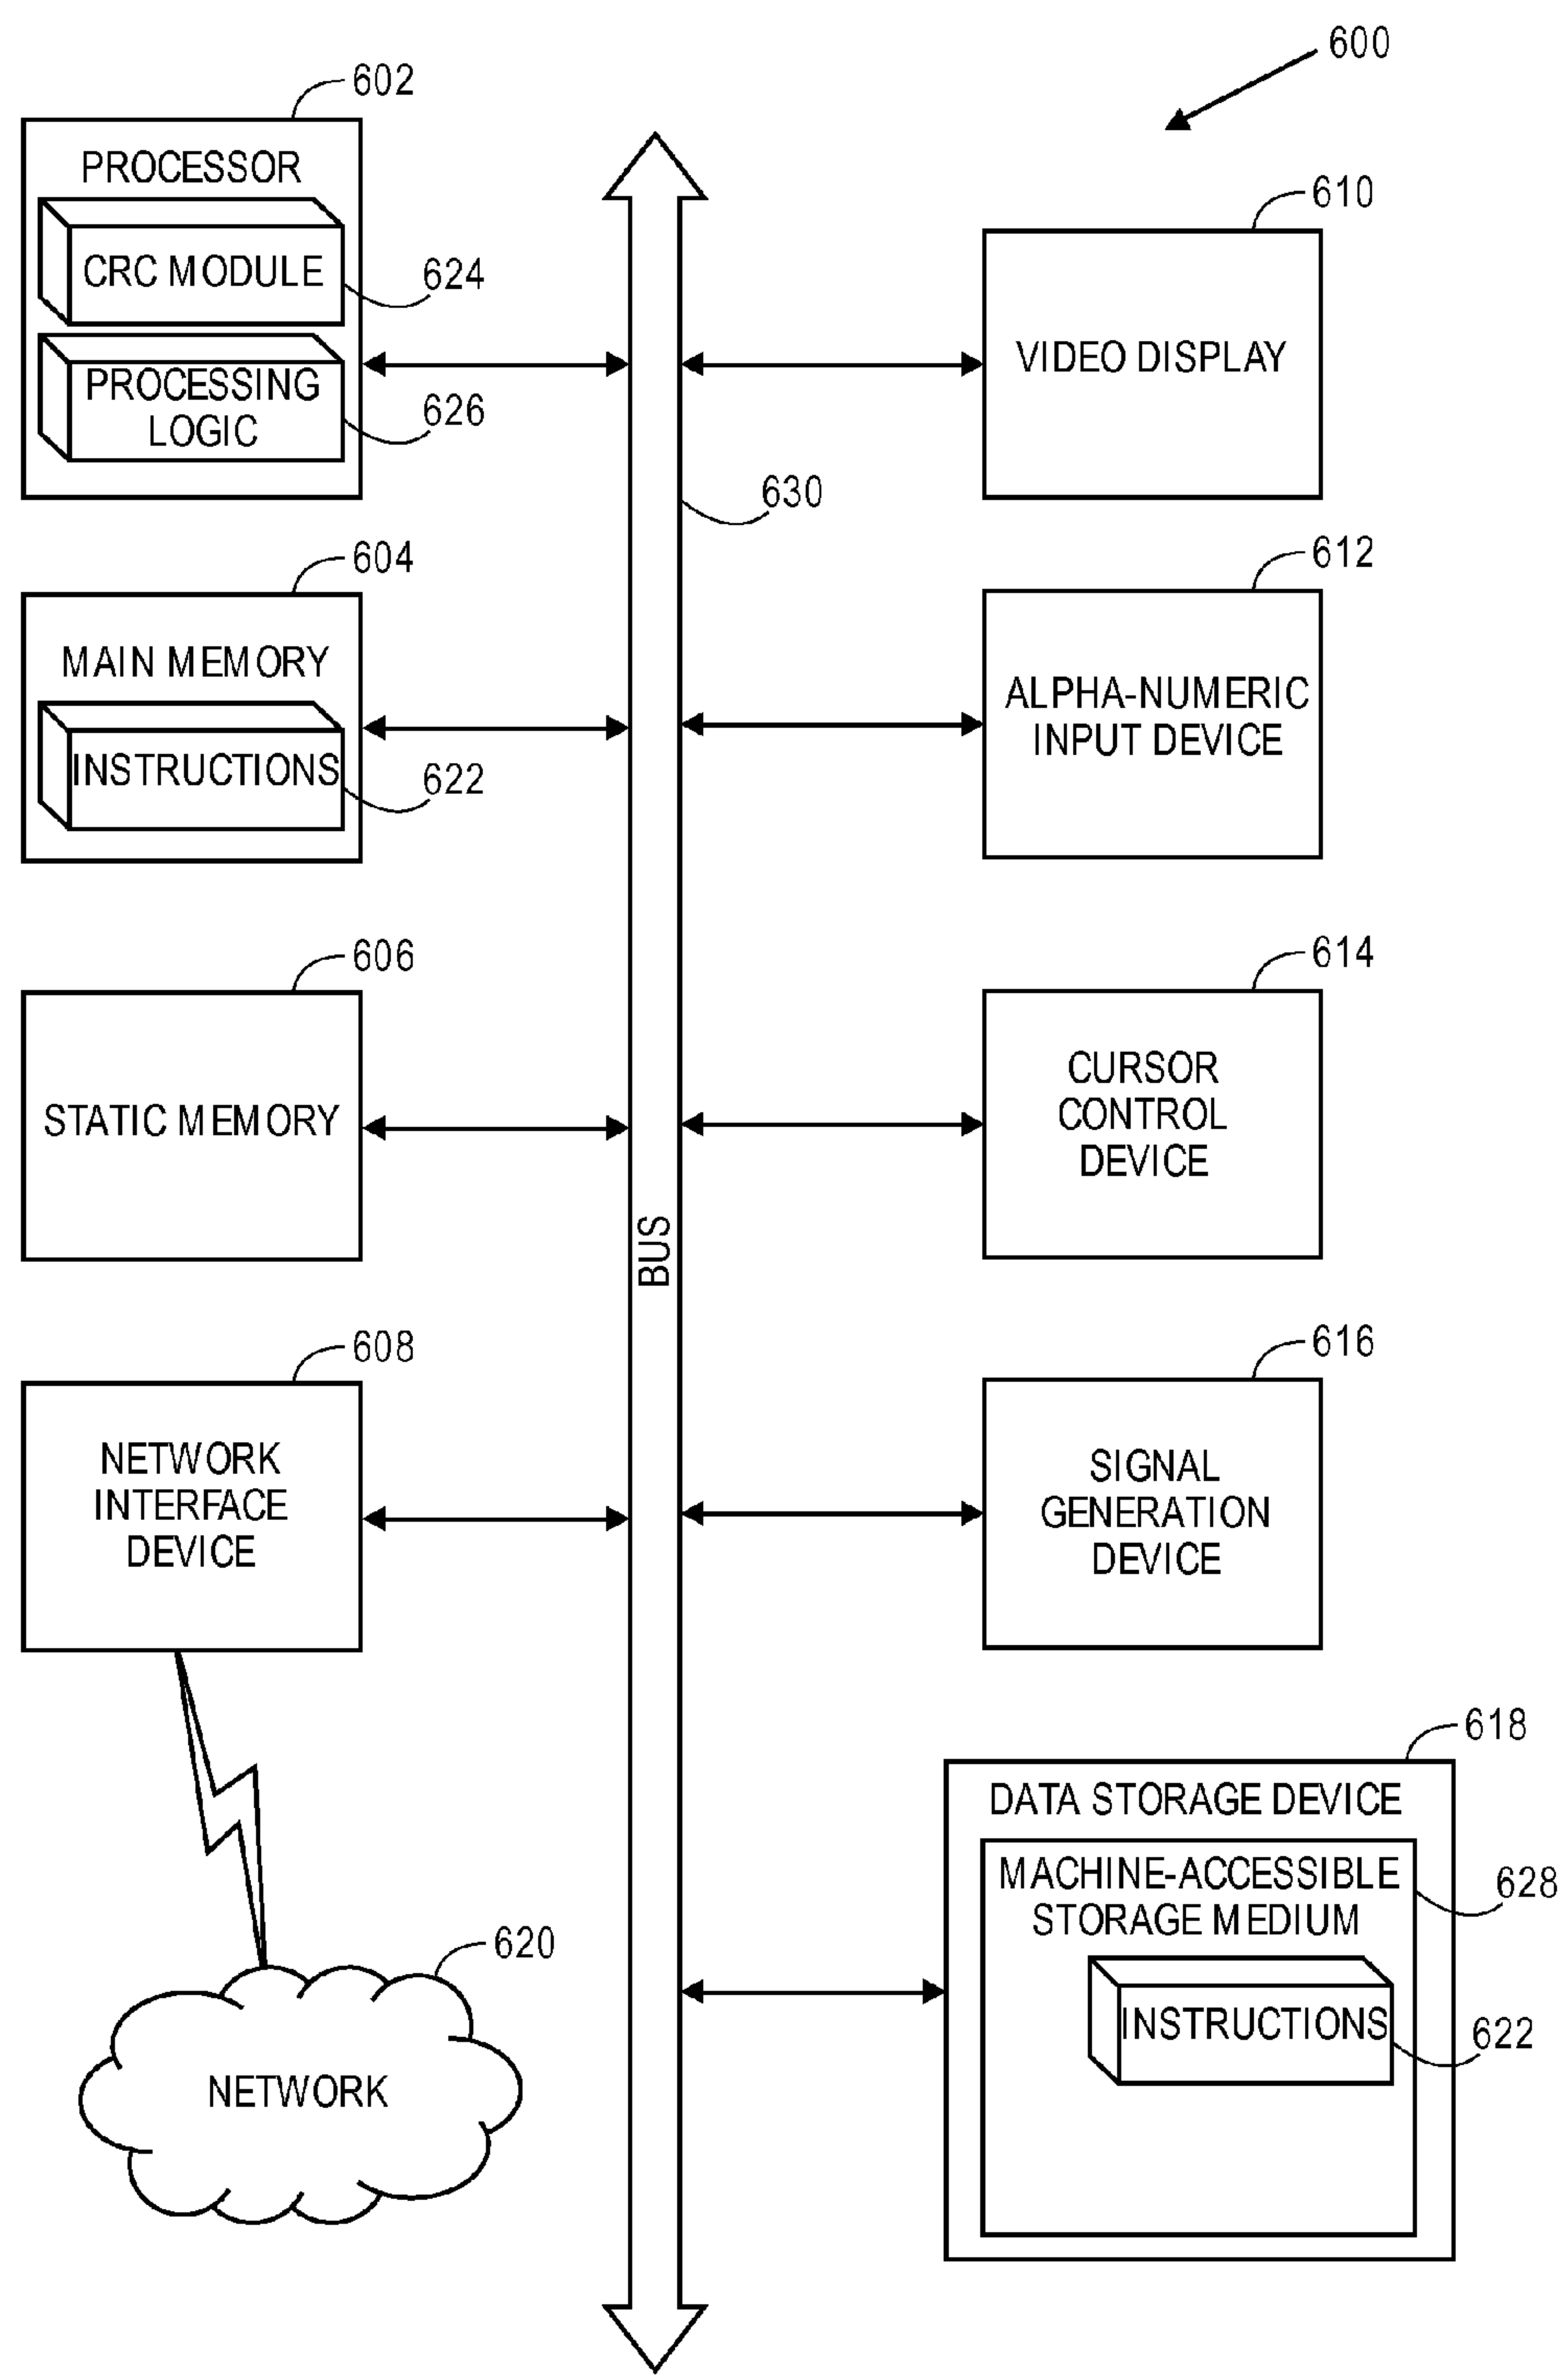 600
602
PROCESSOR
CRC MODULE
624
PROCESSING
LOGIC
626
604
MAIN MEMORY
INSTRUCTIONS
622
606
STATIC MEMORY
608
NETWORK
INTERFACE
DEVICE
620
NETWORK
630
BUS
610
VIDEO DISPLAY
612
ALPHA-NUMERIC
INPUT DEVICE
614
CURSOR
CONTROL
DEVICE
616
SIGNAL
GENERATION
DEVICE
618
DATA STORAGE DEVICE
MACHINE-ACCESSIBLE
STORAGE MEDIUM
628
INSTRUCTIONS
622